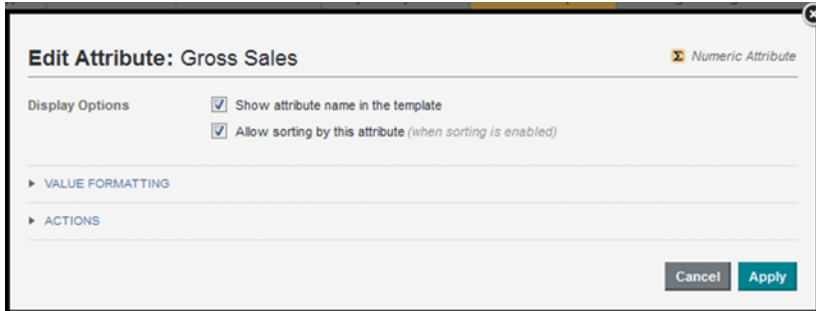 Edit Attribute: Gross Sales
Σ Numeric Attribute
Display Options
Show attribute name in the template
Allow sorting by this attribute (when sorting is enabled)
VALUE FORMATTING
ACTIONS
Cancel Apply